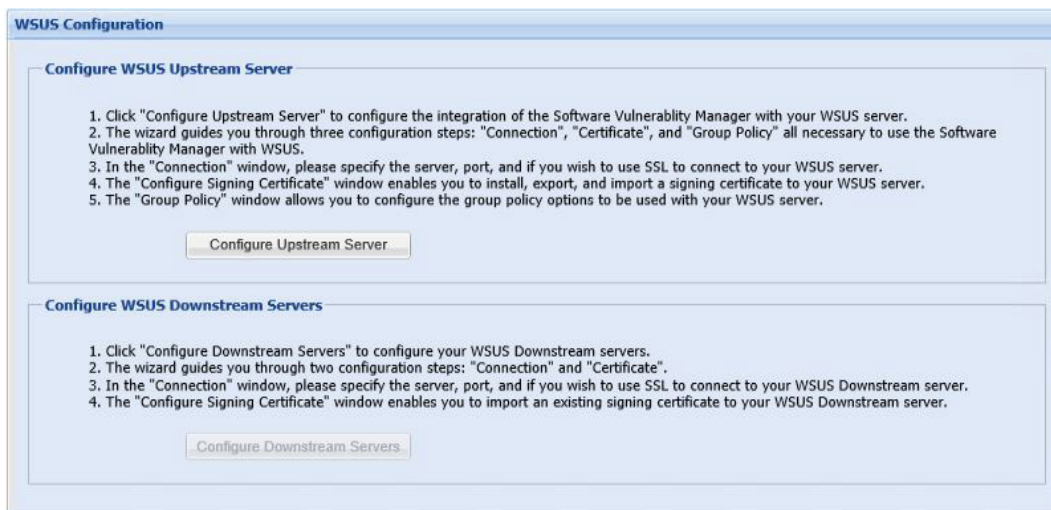 WSUS Configuration
Configure WSUS Upstream Server
1. Click "Configure Upstream Server" to configure the integration of the Software Vulnerablity Manager with your WSUS server.
2. The wizard guides you through three configuration steps: "Connection", "Certificate", and "Group Policy" all necessary to use the Software
Vulnerablity Manager with WSUS.
3. In the "Connection" window, please specify the server, port, and if you wish to use SSL to connect to your WSUS server.
4. The "Configure Signing Certificate" window enables you to install, export, and import a signing certificate to your WSUS server.
5. The "Group Policy" window allows you to configure the group policy options to be used with your WSUS server.
Configure Upstream Server
Configure WSUS Downstream Servers
1. Click "Configure Downstream Servers" to configure your WSUS Downstream servers.
2. The wizard guides you through two configuration steps: "Connection" and "Certificate".
3. In the "Connection" window, please specify the server, port, and if you wish to use SSL to connect to your WSUS Downstream server.
4. The "Configure Signing Certificate" window enables you to import an existing signing certificate to your WSUS Downstream server.
Configure Downstream Servers